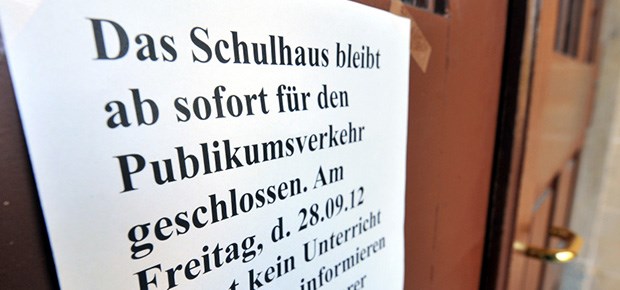 Das Schulhaus bleibt
ab sofort für den
Publikumsverkehr
geschlossen. Am
Freitag, d. 28.09.12
kein Unterricht
informieren